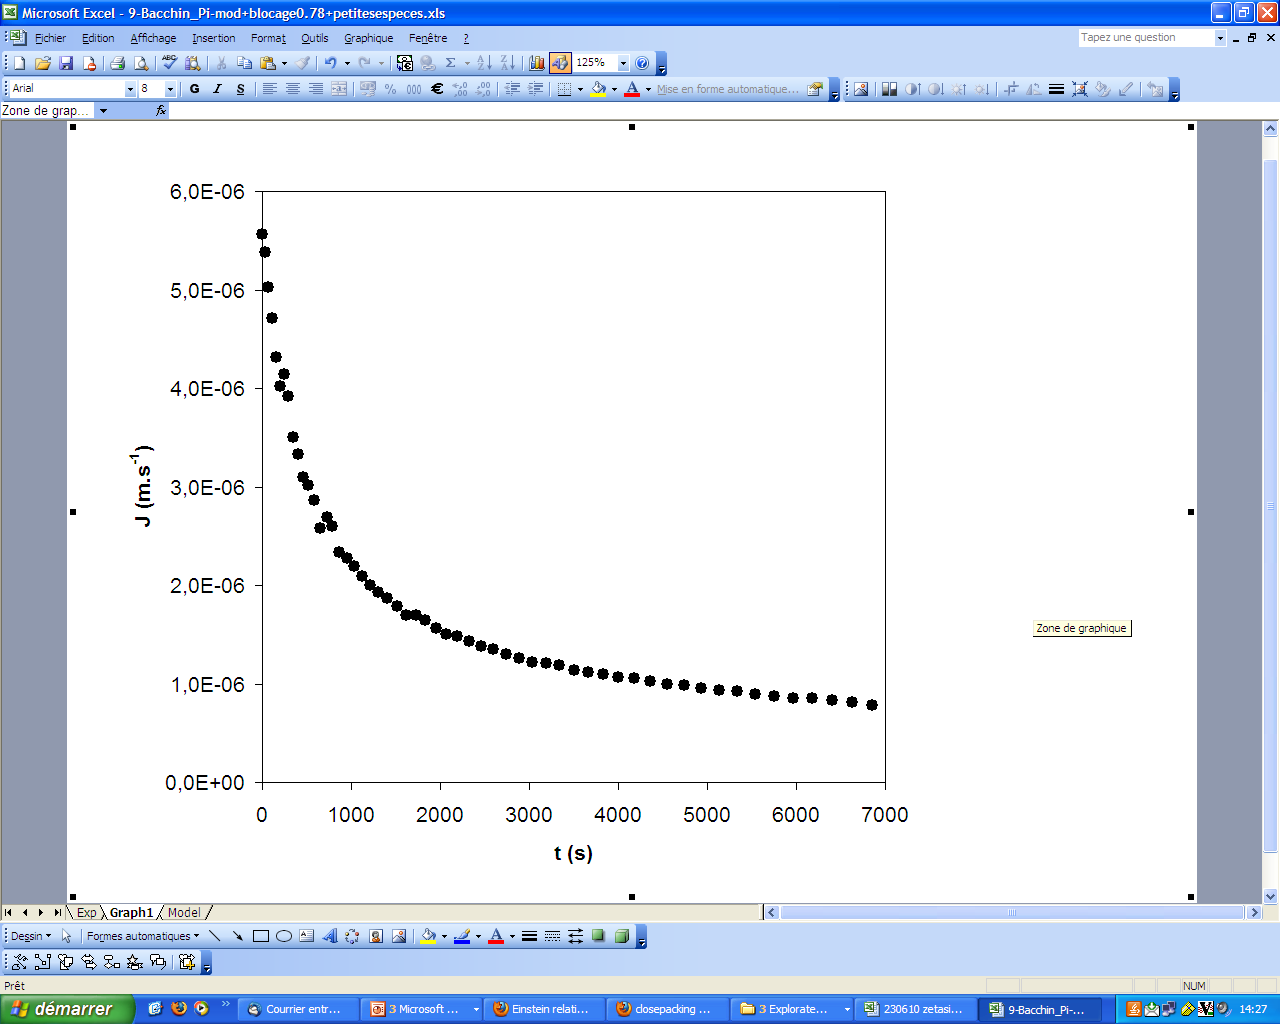 Microsoft Excel - 9-Bacchin_Pi-mod+blocage0.78+petitesespeces.xls
Fichier Edition Affichage Insertion Format Outils Graphique Fenêtre ? Tapez une question
125%
Arial 8 G I S % 000 € Mise en forme automatique...
Zone de grap... fx
6,0E-06
5,0E-06
4,0E-06
3,0E-06
2,0E-06
1,0E-06
0,0E+00
J (m.s-1)
0 1000 2000 3000 4000 5000 6000 7000
t (s)
Zone de graphique
Exp Graph1 Model
Dessin Formes automatiques
Prêt NUM
démarrer Courrier entr... 3 Microsoft ... Einstein relati... closepacking ... 3 Explorate... 230610 zetasi... 9-Bacchin_Pi-... 14:27